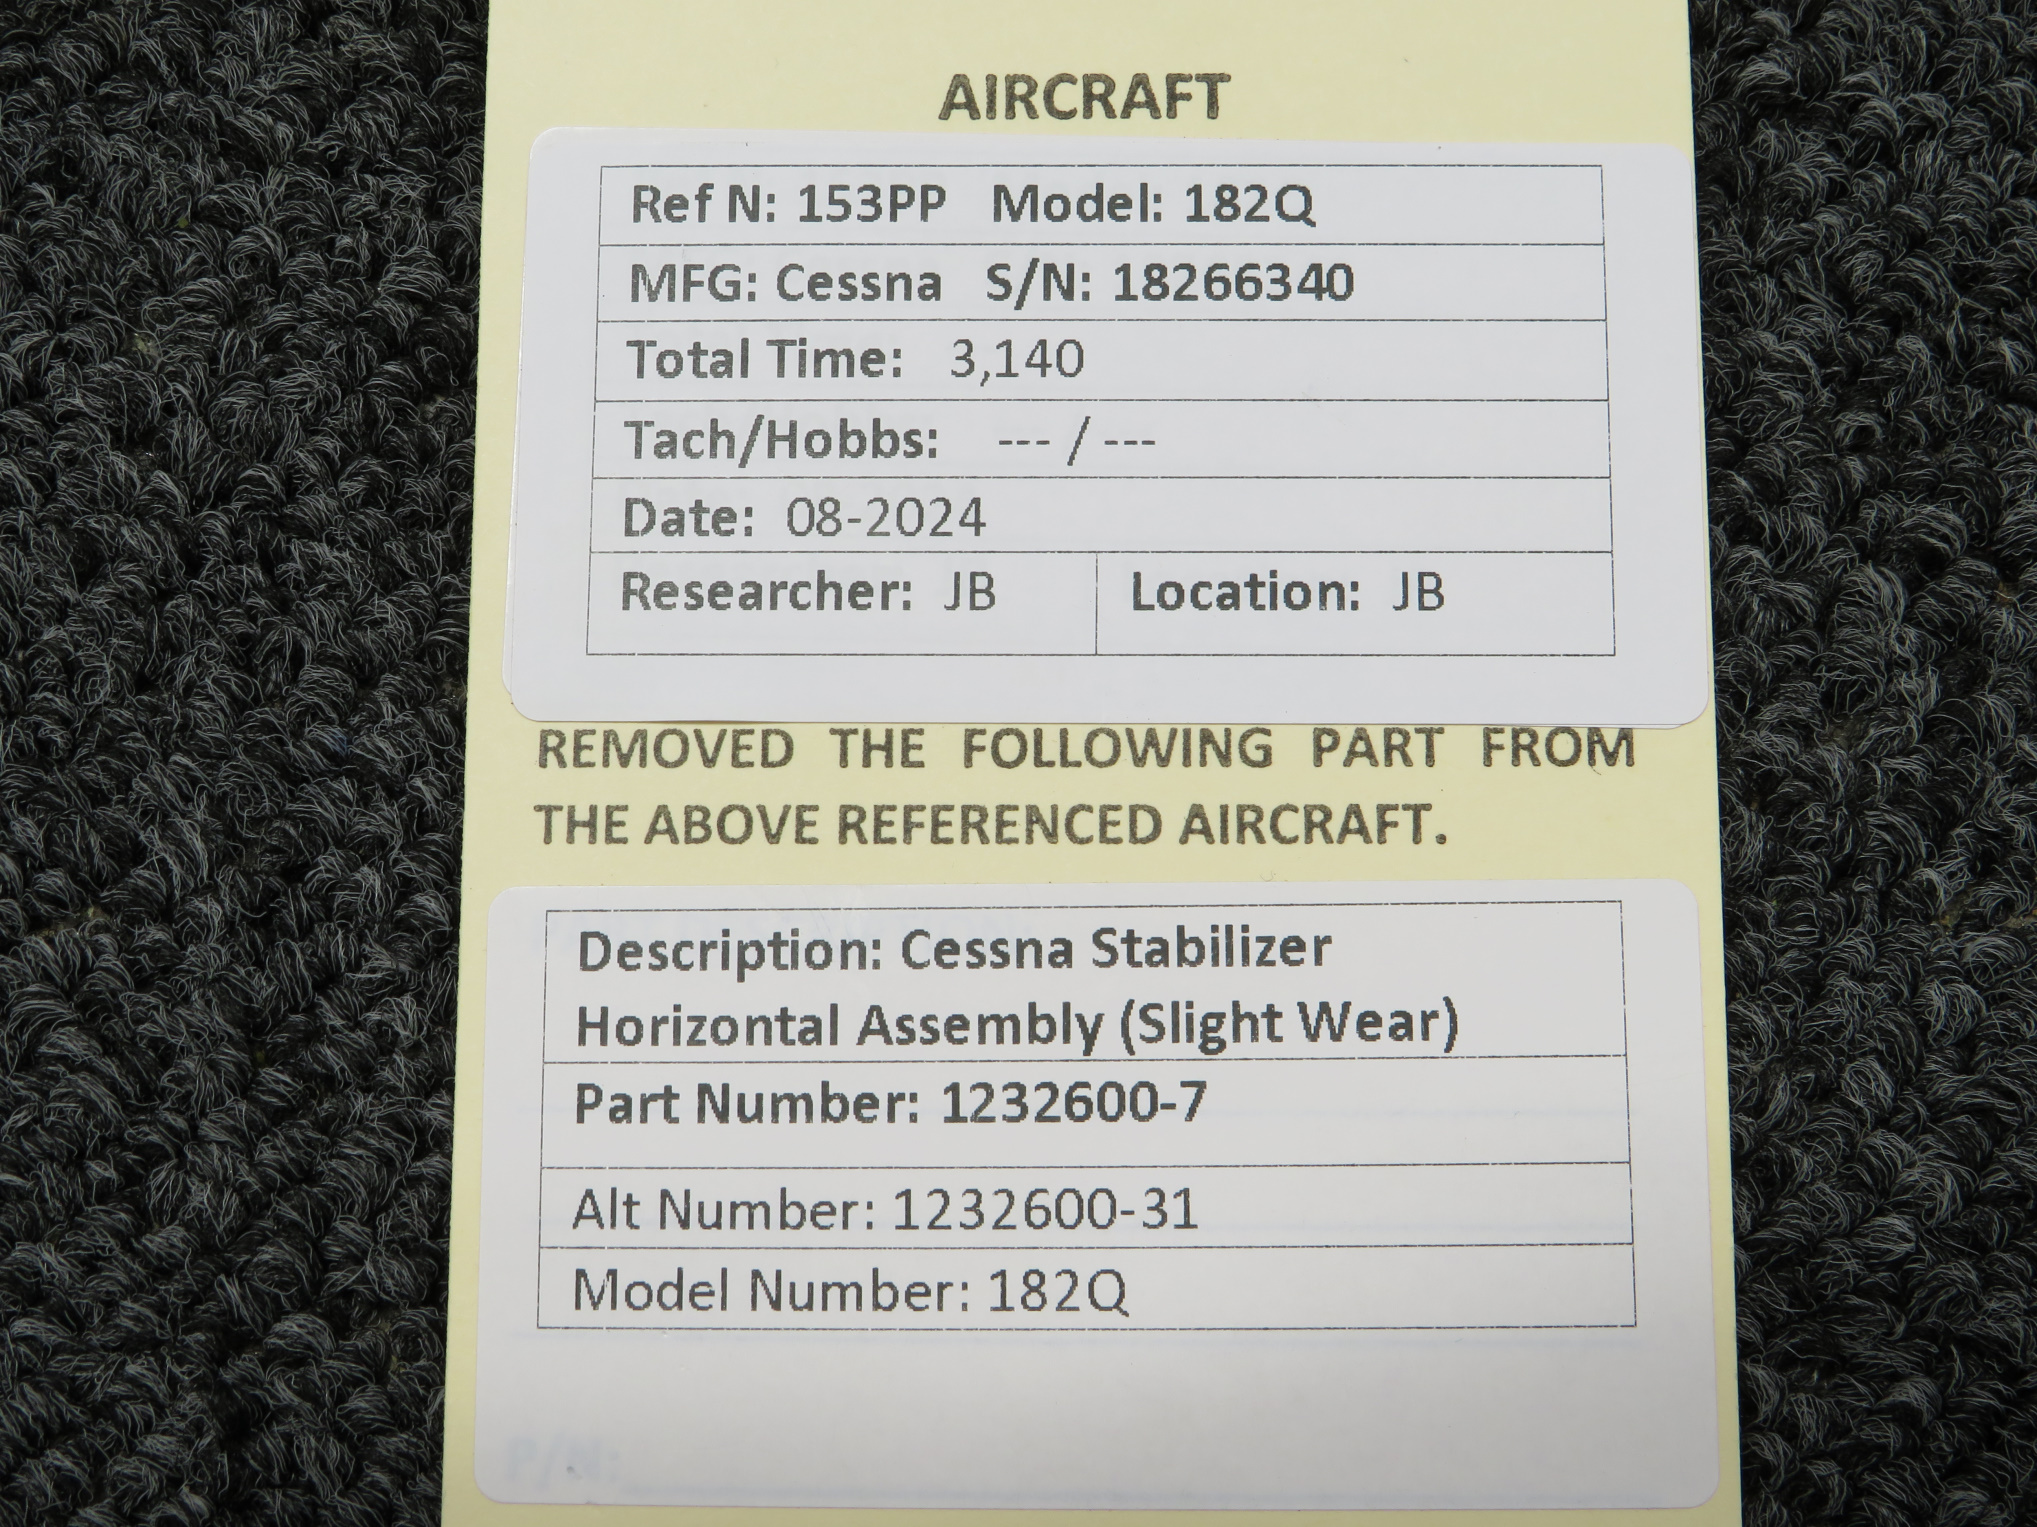 AIRCRAFT
Ref N: 153PP Model: 182Q
MFG: Cessna S/N: 18266340
Total Time: 3,140
Tach/Hobbs: --- / ---
Date: 08-2024
Researcher: JB Location: JB
REMOVED THE FOLLOWING PART FROM
THE ABOVE REFERENCED AIRCRAFT.
Description: Cessna Stabilizer
Horizontal Assembly (Slight Wear)
Part Number: 1232600-7
Alt Number: 1232600-31
Model Number: 182Q
P/N: